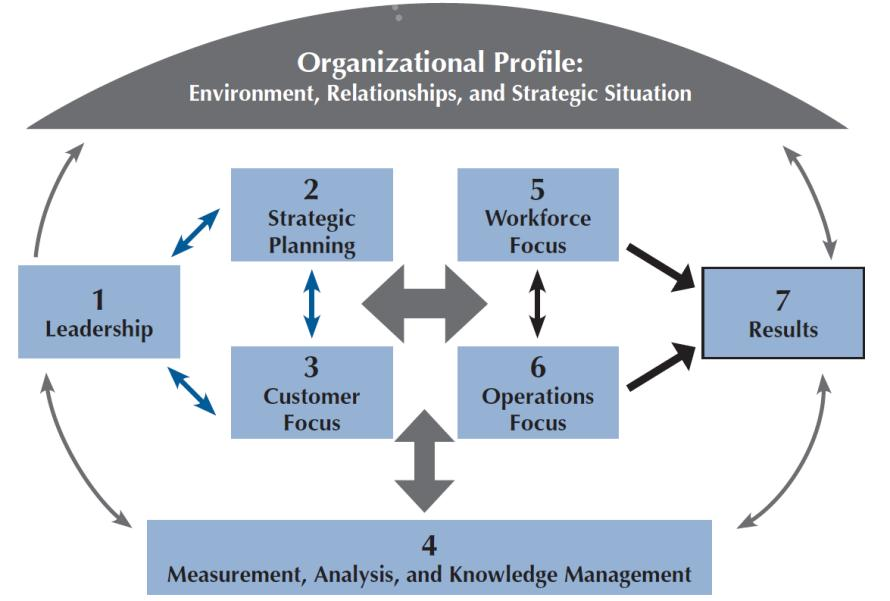 Organizational Profile:
Environment, Relationships, and Strategic Situation
2
Strategic
Planning
5
Workforce
Focus
1
Leadership
7
Results
3
Customer
Focus
6
Operations
Focus
4
Measurement, Analysis, and Knowledge Management